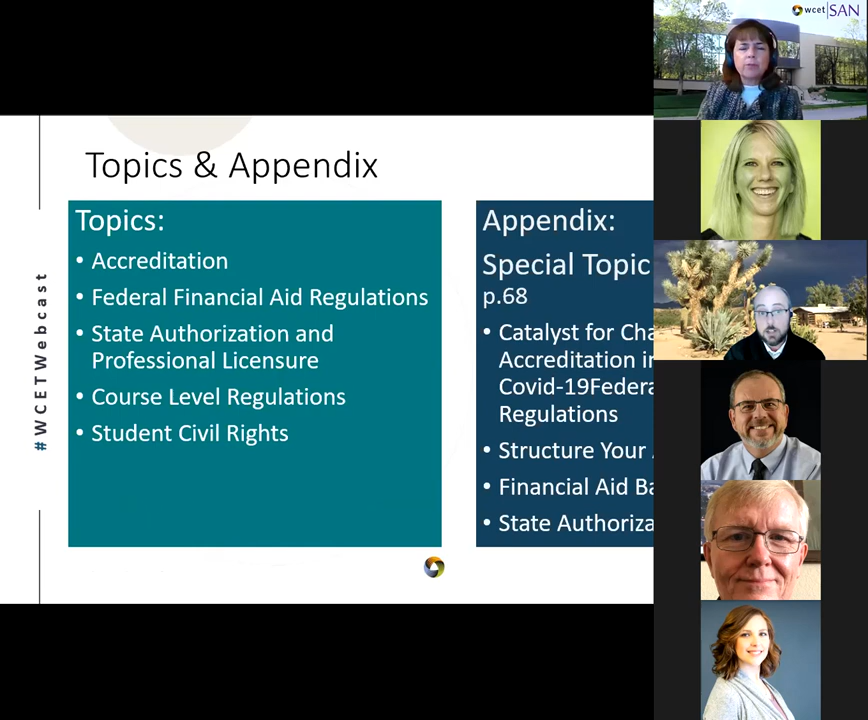 wcet SAN
Topics & Appendix
Topics:
• Accreditation
• Federal Financial Aid Regulations
• State Authorization and
Professional Licensure
• Course Level Regulations
• Student Civil Rights
Appendix:
Special Topic
p.68
• Catalyst for Cha
Accreditation in
Covid-19Federa
Regulations
• Structure Your
• Financial Aid Ba
• State Authoriza
#WCETWebcast